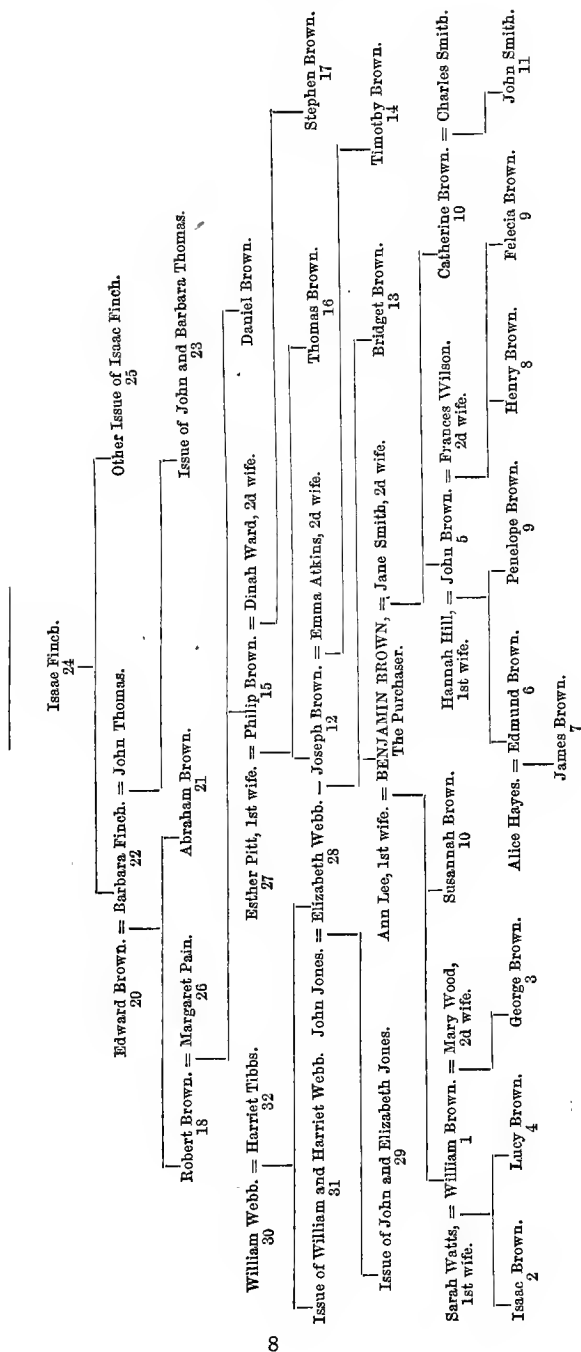 Isaac Finch.
24
Other Issue of Isaac Finch.
25
Edward Brown. = Barbara Finch. = John Thomas.
20 22
Issue of John and Barbara Thomas.
23
Robert Brown. = Margaret Pain.
18 26
Abraham Brown.
21
William Webb. = Harriet Tibbs.
30 32
Esther Pitt, 1st wife. = Philip Brown. = Dinah Ward, 2d wife.
27 15
Daniel Brown.
Issue of William and Harriet Webb.
31
John Jones. = Elizabeth Webb. — Joseph Brown. = Emma Atkins, 2d wife.
28 12
Thomas Brown.
16
Stephen Brown.
17
Issue of John and Elizabeth Jones.
29
Ann Lee, 1st wife. = BENJAMIN BROWN, = Jane Smith, 2d wife.
The Purchaser.
Bridget Brown.
13
Timothy Brown.
14
Sarah Watts, = William Brown. = Mary Wood,
1st wife. 1 2d wife.
Susannah Brown.
10
Hannah Hill, = John Brown. = Frances Wilson.
1st wife. 5 2d wife.
Catherine Brown. = Charles Smith.
10
Isaac Brown.
2
Lucy Brown.
4
George Brown.
3
Alice Hayes. = Edmund Brown.
6
Penelope Brown.
9
Henry Brown.
8
Felecia Brown.
9
John Smith.
11
James Brown.
7
8